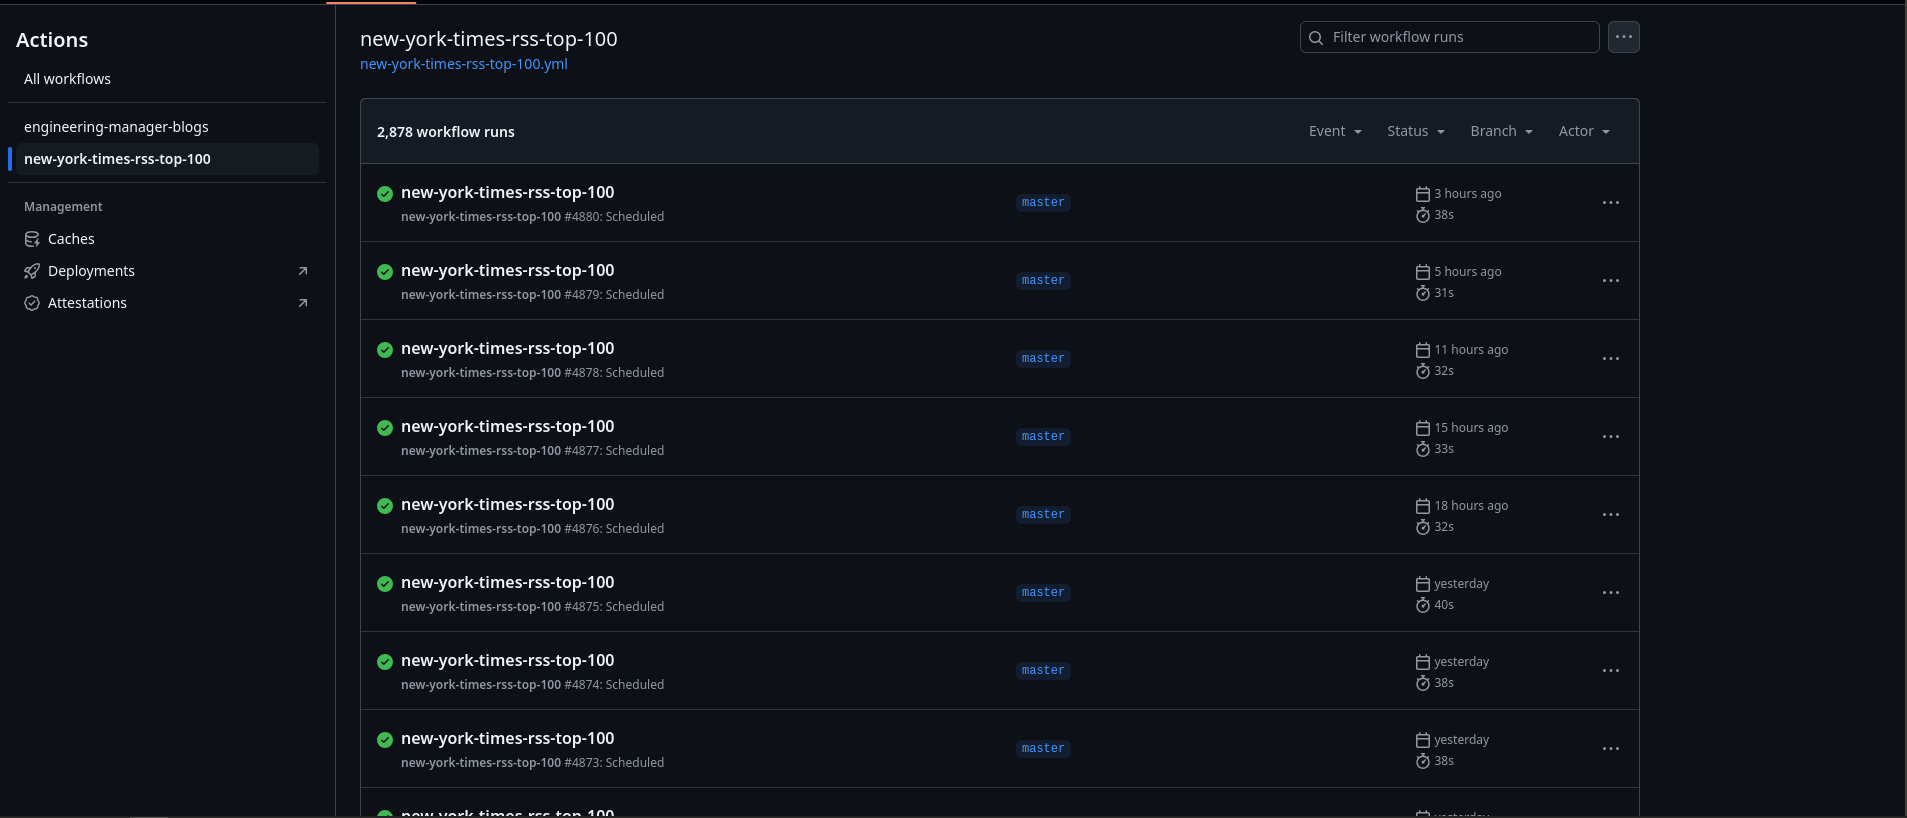 Actions
All workflows
engineering-manager-blogs
new-york-times-rss-top-100
Management
Caches
Deployments
Attestations
new-york-times-rss-top-100
new-york-times-rss-top-100.yml
Filter workflow runs
2,878 workflow runs
Event Status Branch Actor
new-york-times-rss-top-100
new-york-times-rss-top-100 #4880: Scheduled
master
3 hours ago
38s
new-york-times-rss-top-100
new-york-times-rss-top-100 #4879: Scheduled
master
5 hours ago
31s
new-york-times-rss-top-100
new-york-times-rss-top-100 #4878: Scheduled
master
11 hours ago
32s
new-york-times-rss-top-100
new-york-times-rss-top-100 #4877: Scheduled
master
15 hours ago
33s
new-york-times-rss-top-100
new-york-times-rss-top-100 #4876: Scheduled
master
18 hours ago
32s
new-york-times-rss-top-100
new-york-times-rss-top-100 #4875: Scheduled
master
yesterday
40s
new-york-times-rss-top-100
new-york-times-rss-top-100 #4874: Scheduled
master
yesterday
38s
new-york-times-rss-top-100
new-york-times-rss-top-100 #4873: Scheduled
master
yesterday
38s
new-york-times-rss-top-100
yesterday